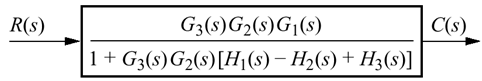 R(s)
G₃(s)G₂(s)G₁(s)
1 + G₃(s)G₂(s)[H₁(s) − H₂(s) + H₃(s)]
C(s)